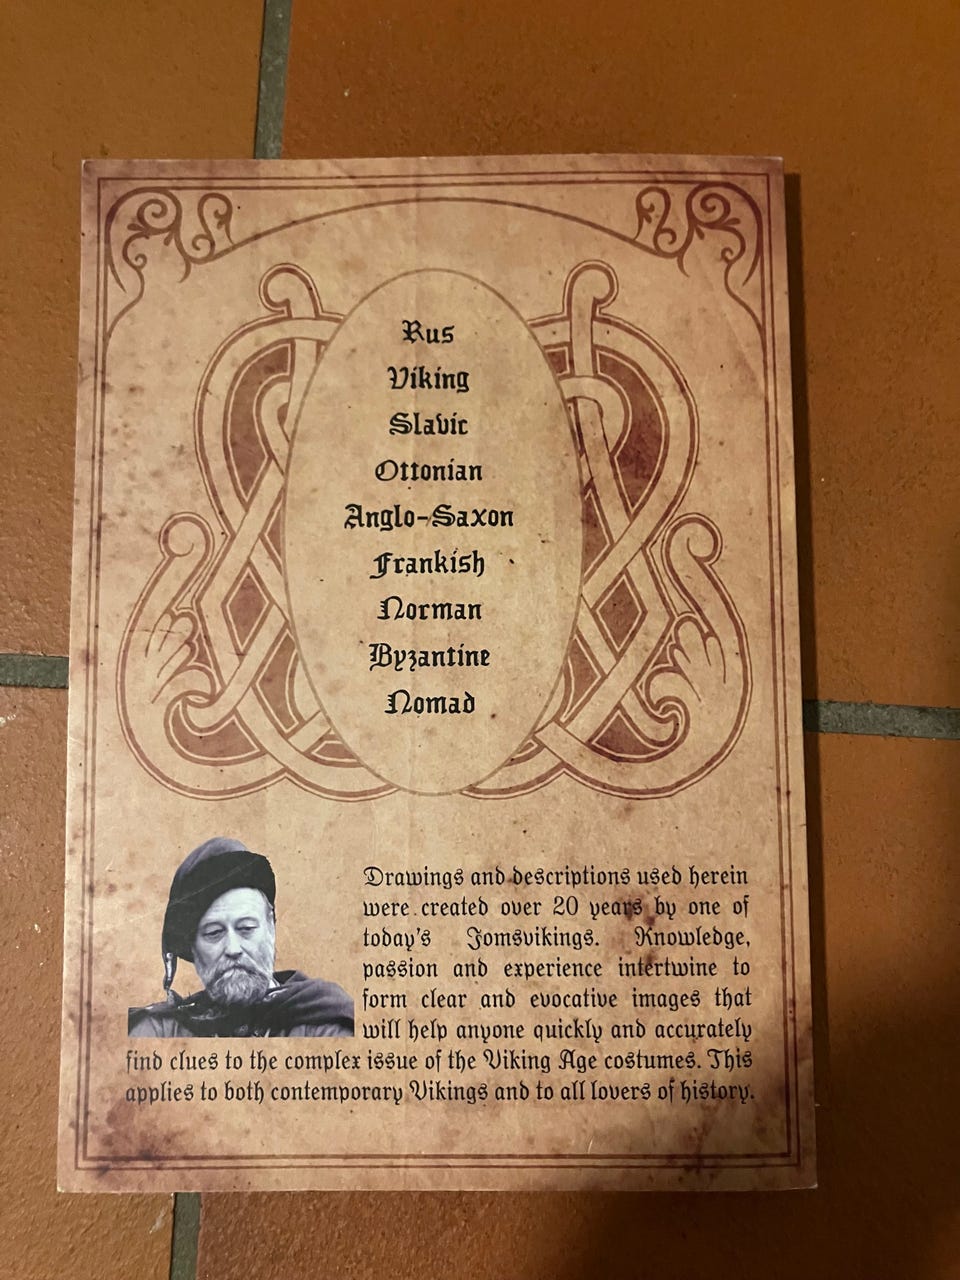 Rus
Viking
Slavic
Ottonian
Anglo-Saxon
Frankish
Norman
Byzantine
Nomad
Drawings and descriptions used herein
were created over 20 years by one of
today's Jomsvikings. Knowledge,
passion and experience intertwine to
form clear and evocative images that
will help anyone quickly and accurately
find clues to the complex issue of the Viking Age costumes. This
applies to both contemporary Vikings and to all lovers of history.